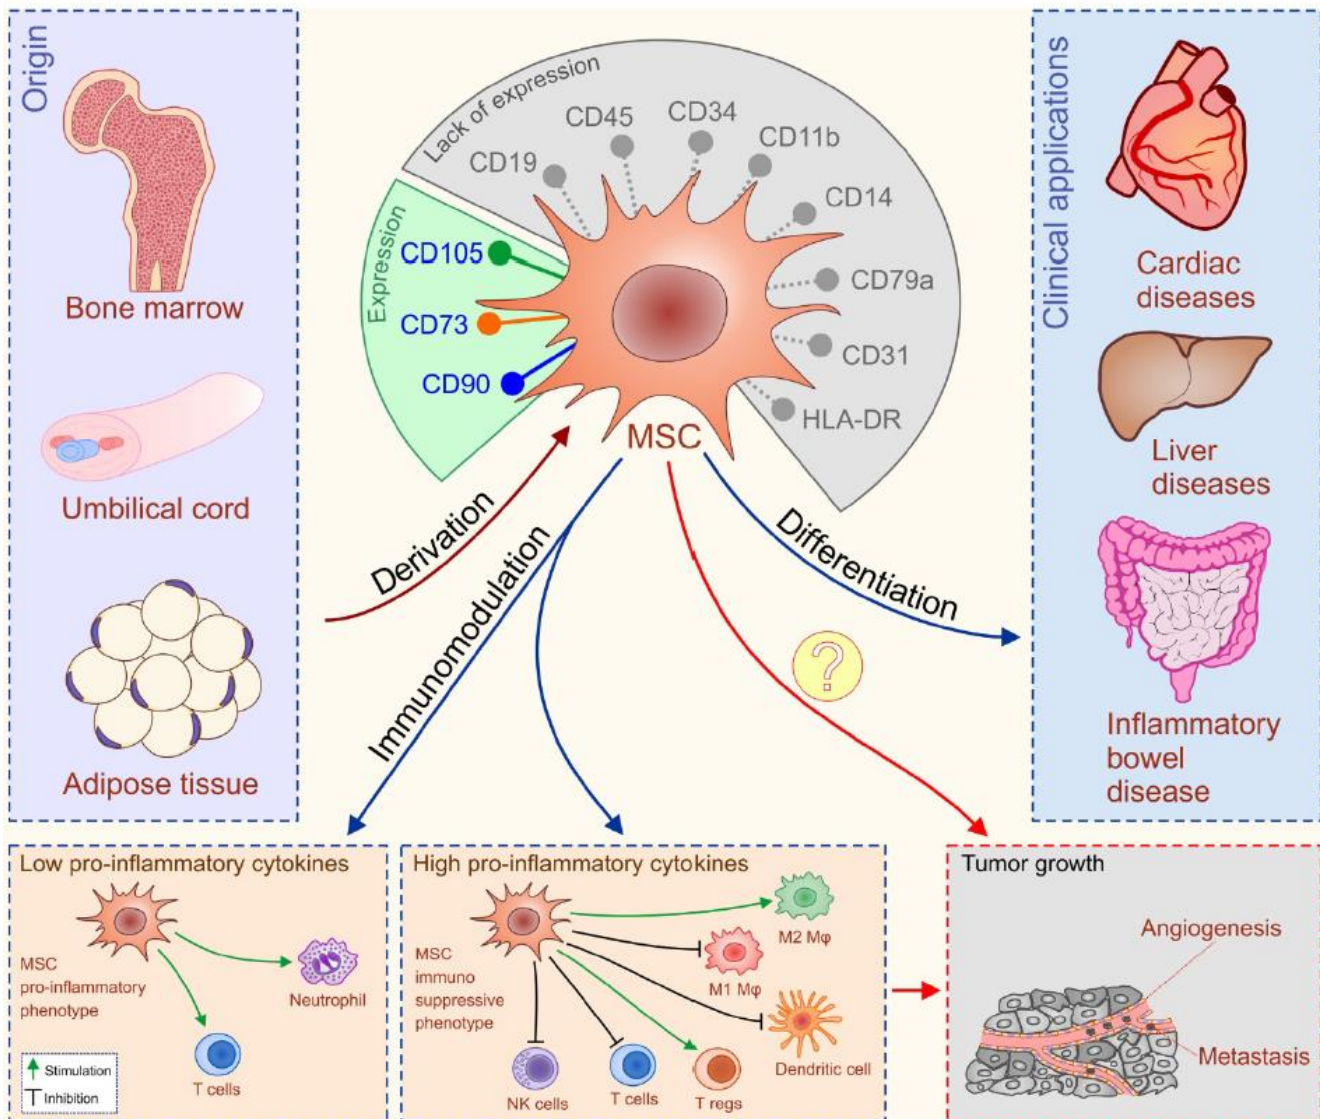 Origin
Bone marrow
Umbilical cord
Adipose tissue
Lack of expression
CD19
CD45
CD34
CD11b
CD14
CD79a
CD31
HLA-DR
Expression
CD105
CD73
CD90
MSC
Derivation
Immunomodulation
Differentiation
?
Clinical applications
Cardiac
diseases
Liver
diseases
Inflammatory
bowel
disease
Low pro-inflammatory cytokines
MSC
pro-inflammatory
phenotype
Neutrophil
T cells
Stimulation
Inhibition
High pro-inflammatory cytokines
MSC
immuno
suppressive
phenotype
M2 Mφ
M1 Mφ
Dendritic cell
NK cells
T cells
T regs
Tumor growth
Angiogenesis
Metastasis